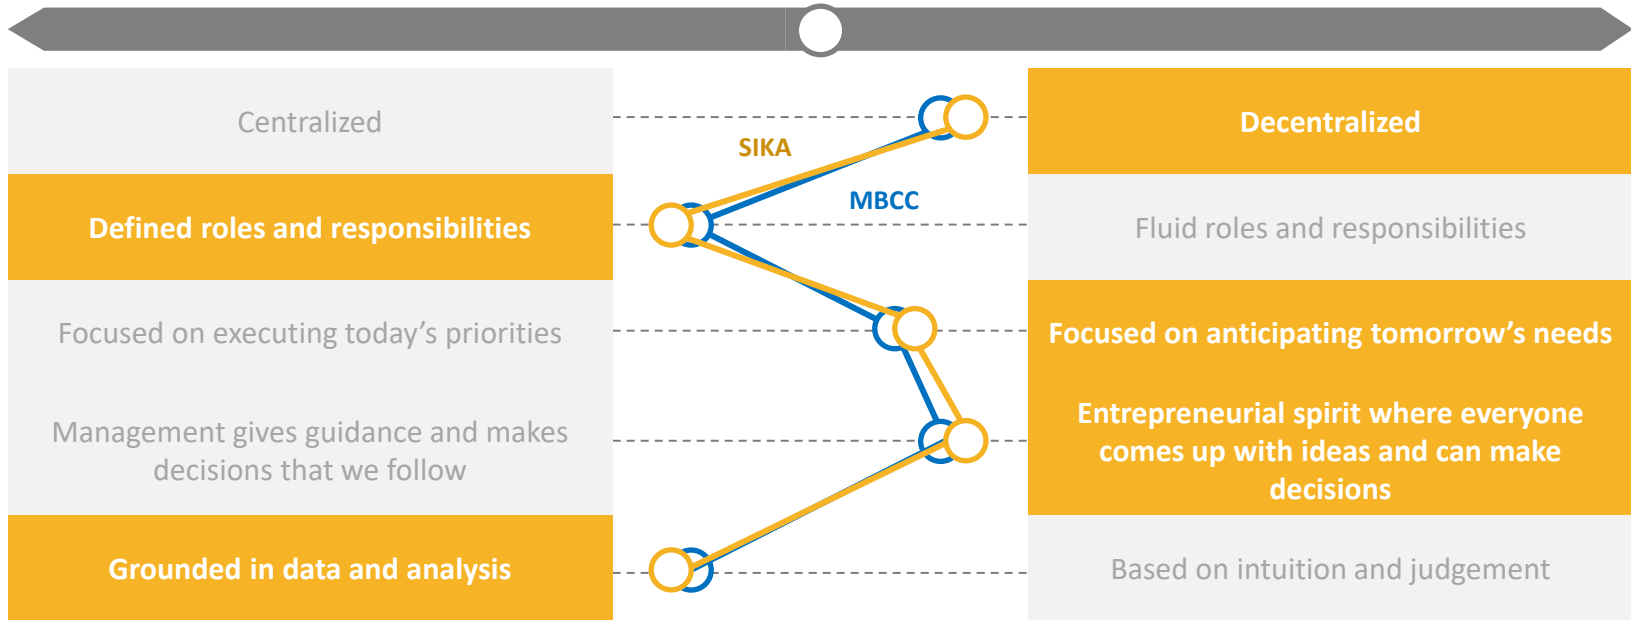 Centralized
Decentralized
SIKA
MBCC
Defined roles and responsibilities
Fluid roles and responsibilities
Focused on executing today’s priorities
Focused on anticipating tomorrow’s needs
Management gives guidance and makes
decisions that we follow
Entrepreneurial spirit where everyone
comes up with ideas and can make
decisions
Grounded in data and analysis
Based on intuition and judgement